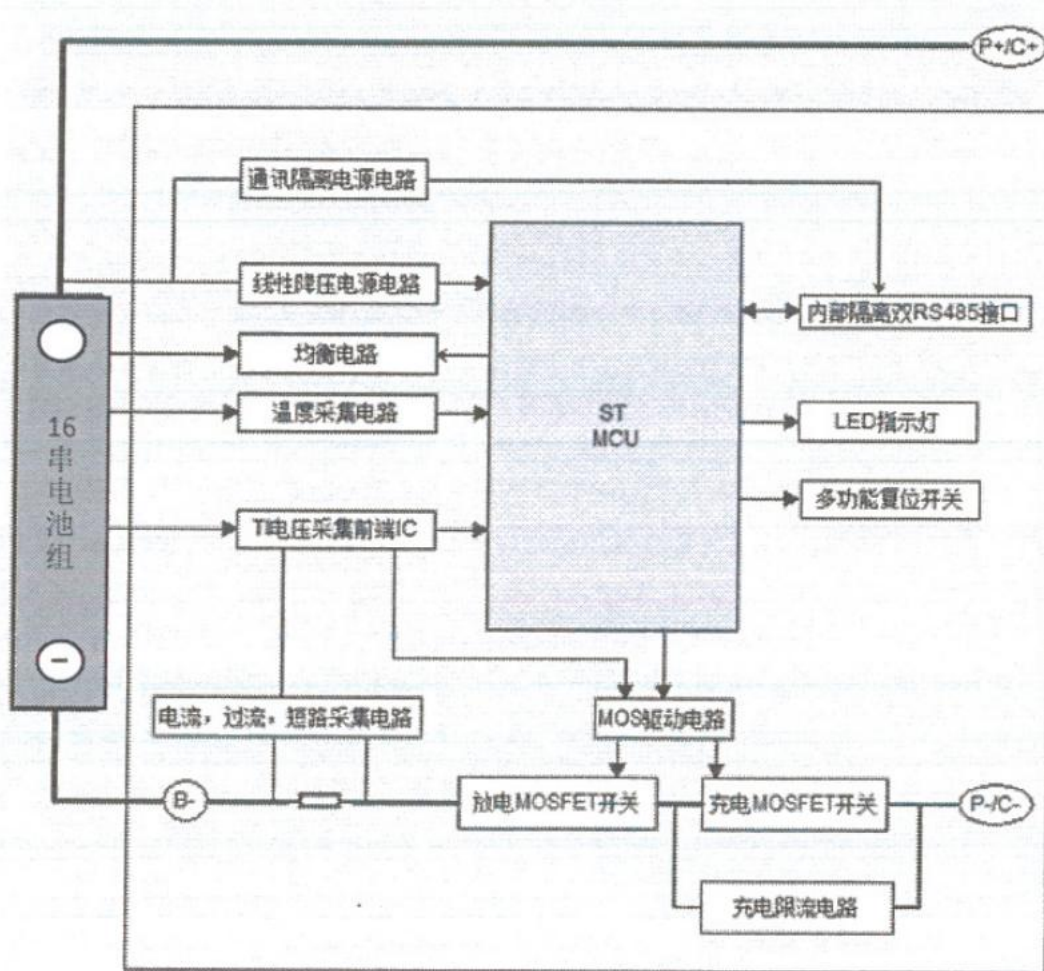 P+/C+
通讯隔离电源电路
线性降压电源电路
内部隔离双RS485接口
均衡电路
温度采集电路
ST
MCU
LED指示灯
16
串
电
池
组
多功能复位开关
TI电压采集前端IC
电流,过流,短路采集电路
MOS驱动电路
B-
放电MOSFET开关
充电MOSFET开关
P-/C-
充电限流电路